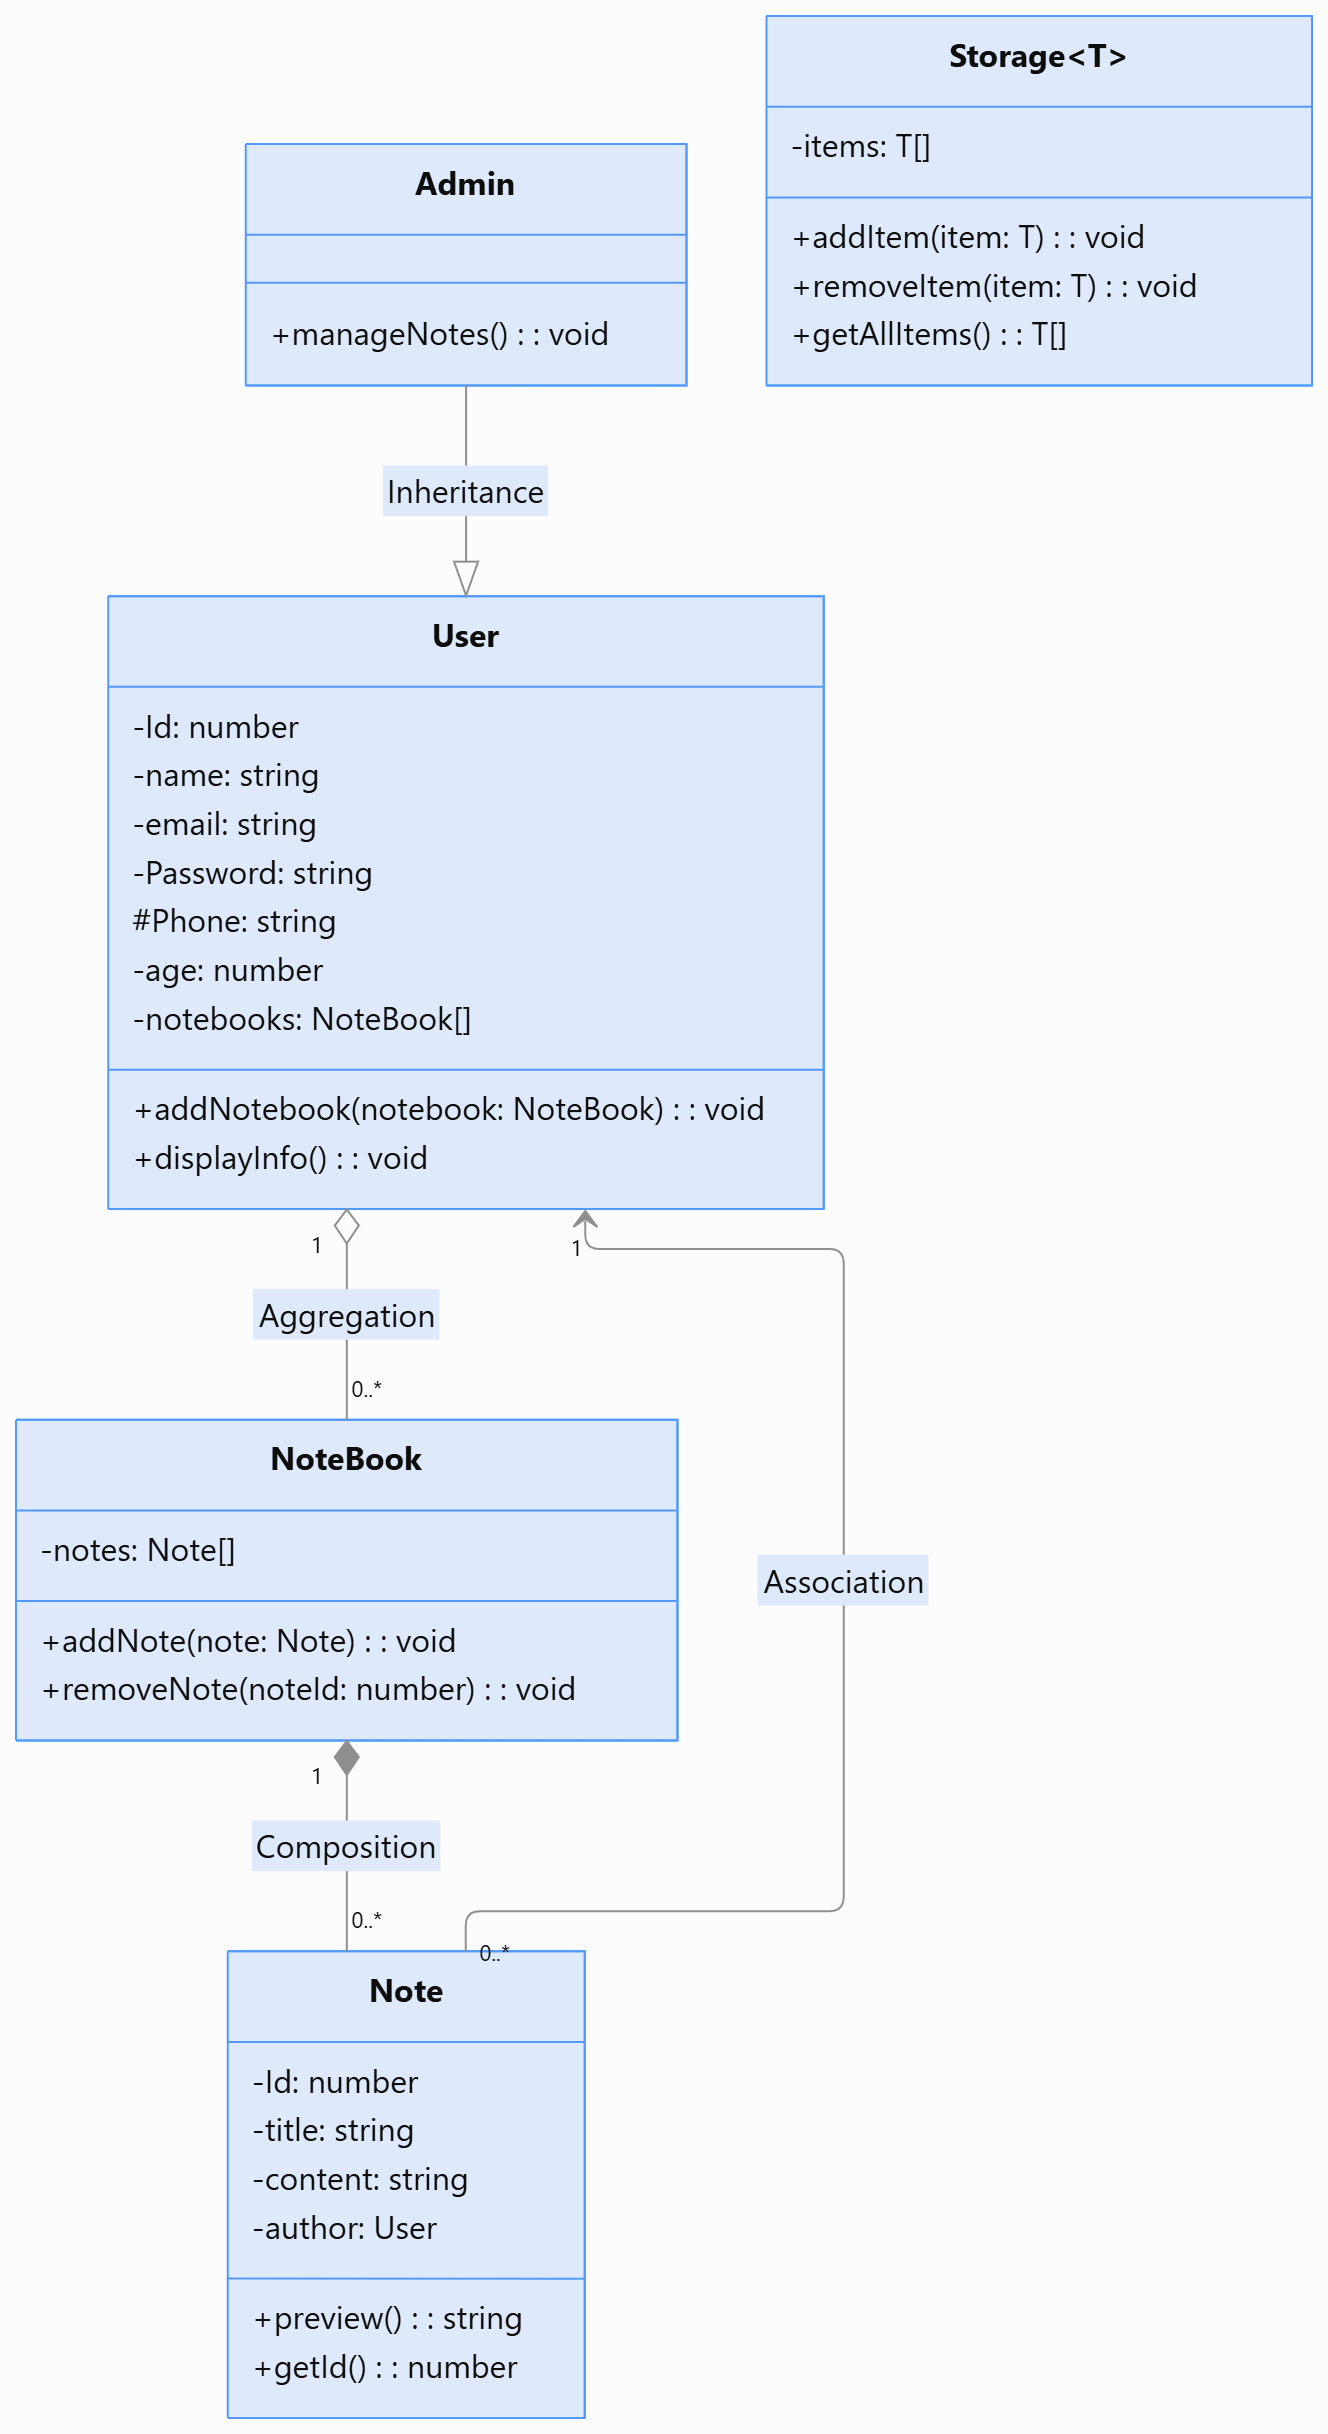 Storage<T>
-items: T[]
+addItem(item: T) : : void
+removeItem(item: T) : : void
+getAllItems() : : T[]
Admin
+manageNotes() : : void
Inheritance
User
-Id: number
-name: string
-email: string
-Password: string
#Phone: string
-age: number
-notebooks: NoteBook[]
+addNotebook(notebook: NoteBook) : : void
+displayInfo() : : void
1
1
Aggregation
0..*
NoteBook
-notes: Note[]
+addNote(note: Note) : : void
+removeNote(noteId: number) : : void
Association
1
Composition
0..*
0..*
Note
-Id: number
-title: string
-content: string
-author: User
+preview() : : string
+getId() : : number